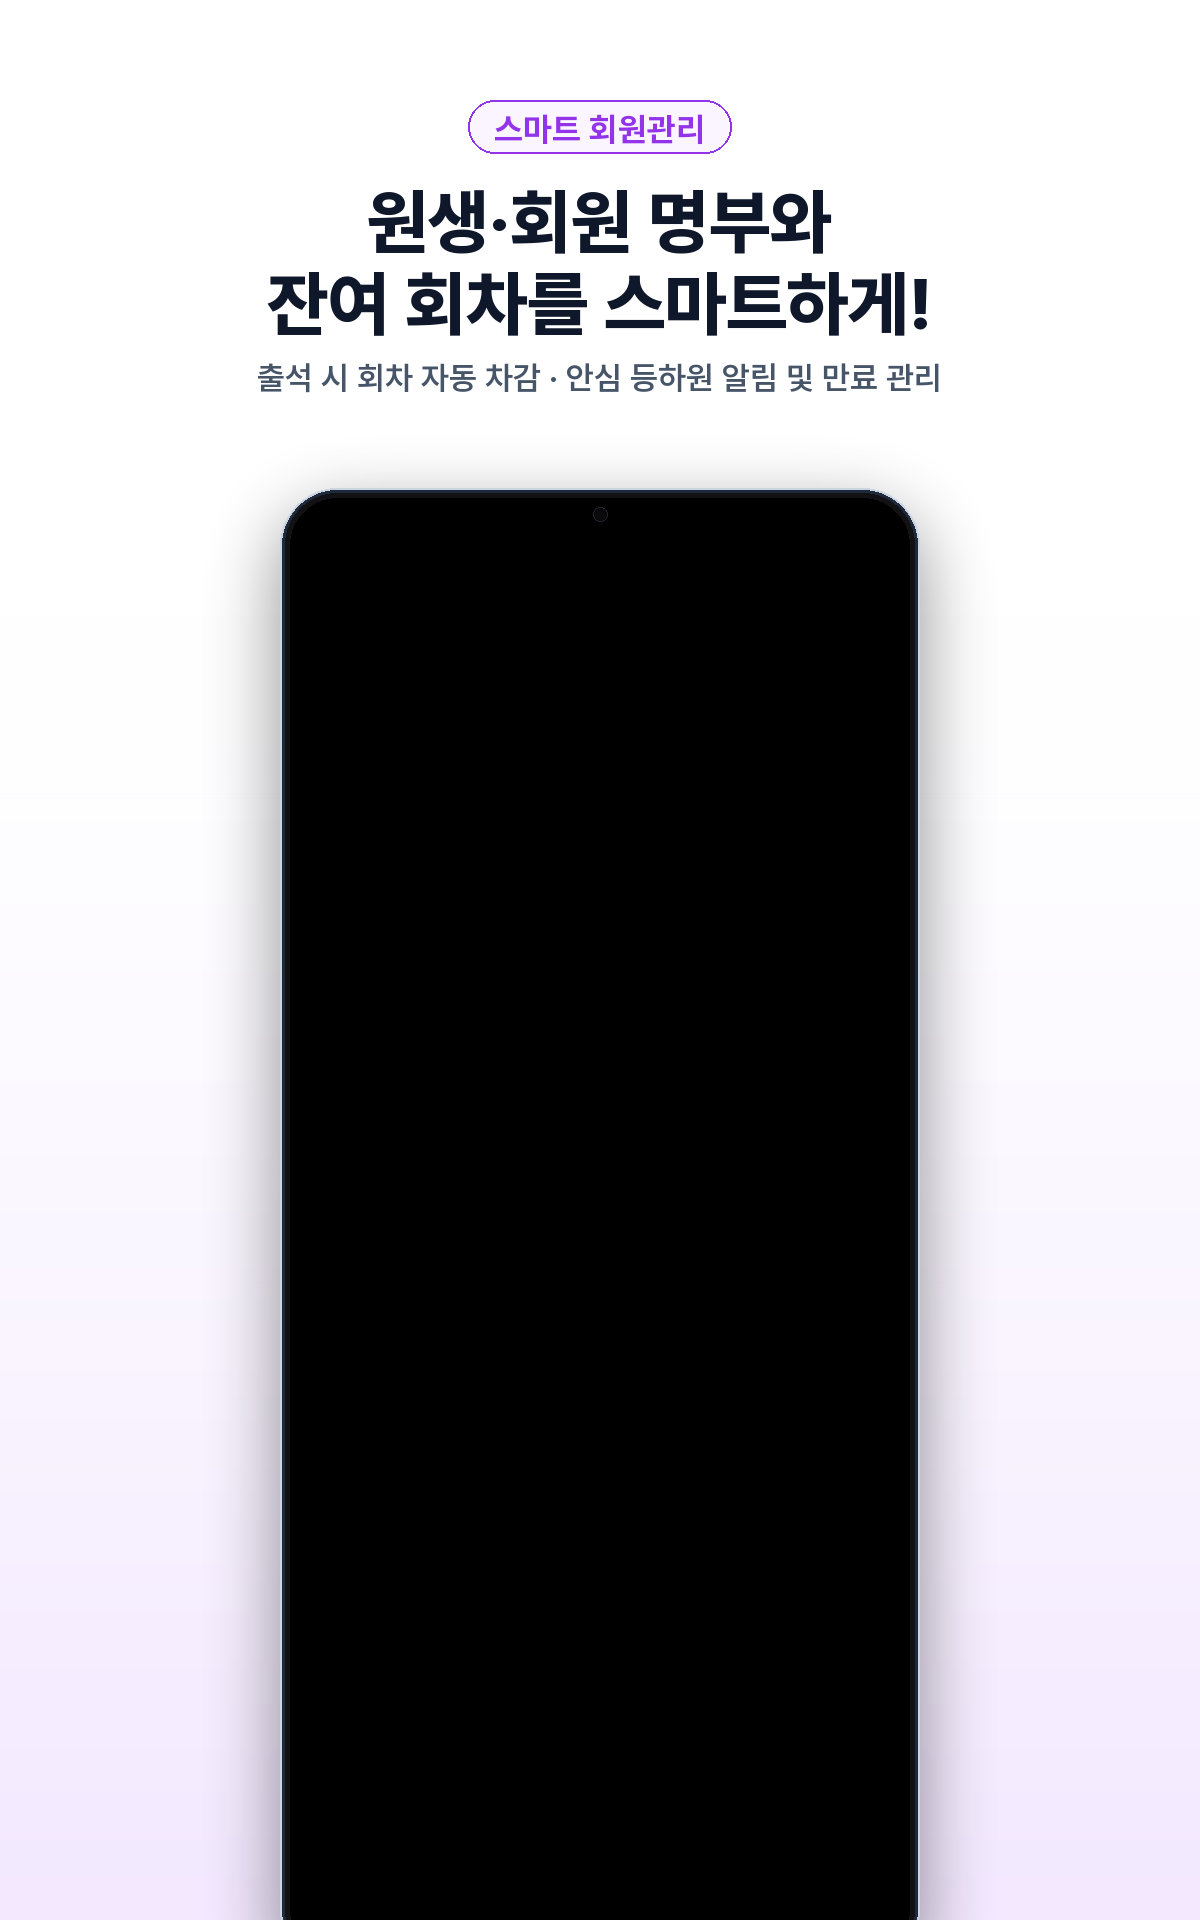 스마트 회원관리
원생·회원 명부와
잔여 회차를 스마트하게!
출석 시 회차 자동 차감 · 안심 등하원 알림 및 만료 관리